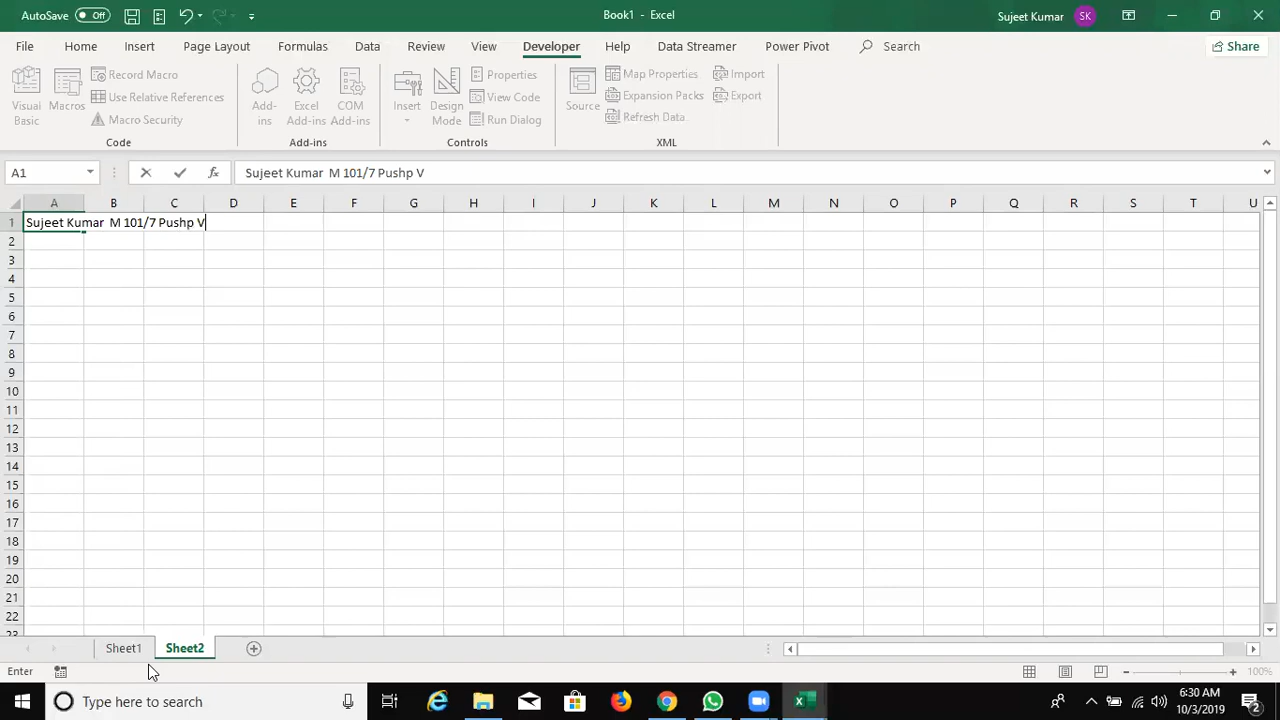 AutoSave Off Book1 - Excel Sujeet Kumar SK
File Home Insert Page Layout Formulas Data Review View Developer Help Data Streamer Power Pivot Search Share
Visual Basic
Macros
Record Macro
Use Relative References
Macro Security
Code
Add-ins
Excel Add-ins
COM Add-ins
Add-ins
Insert
Design Mode
Properties
View Code
Run Dialog
Controls
Source
Map Properties
Expansion Packs
Refresh Data
Import
Export
XML
A1 fx Sujeet Kumar  M 101/7 Pushp V
A B C D E F G H I J K L M N O P Q R S T U
1 Sujeet Kumar  M 101/7 Pushp V
2
3
4
5
6
7
8
9
10
11
12
13
14
15
16
17
18
19
20
21
22
23
Sheet1 Sheet2
Enter 100%
Type here to search 6:30 AM
10/3/2019 2